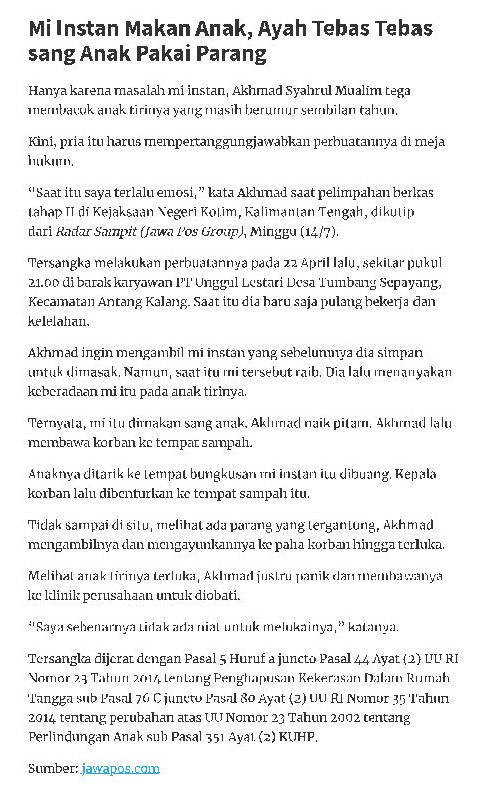 Mi Instan Makan Anak, Ayah Tebas Tebas
sang Anak Pakai Parang
Hanya karena masalah mi instan, Akhmad Syahrul Mualim tega
membacok anak tirinya yang masih berumur sembilan tahun.
Kini, pria itu harus mempertanggungjawabkan perbuatannya di meja
hukum.
“Saat itu saya terlalu emosi,” kata Akhmad saat pelimpahan berkas
tahap II di Kejaksaan Negeri Kotim, Kalimantan Tengah, dikutip
dari Radar Sampit (Jawa Pos Group), Minggu (14/7).
Tersangka melakukan perbuatannya pada 22 April lalu, sekitar pukul
21.00 di barak karyawan PT Unggul Lestari Desa Tumbang Sepayang,
Kecamatan Antang Kalang. Saat itu dia baru saja pulang bekerja dan
kelelahan.
Akhmad ingin mengambil mi instan yang sebelumnya dia simpan
untuk dimasak. Namun, saat itu mi tersebut raib. Dia lalu menanyakan
keberadaan mi itu pada anak tirinya.
Ternyata, mi itu dimakan sang anak. Akhmad naik pitam. Akhmad lalu
membawa korban ke tempat sampah.
Anaknya ditarik ke tempat bungkusan mi instan itu dibuang. Kepala
korban lalu dibenturkan ke tempat sampah itu.
Tidak sampai di situ, melihat ada parang yang tergantung, Akhmad
mengambilnya dan mengayunkannya ke paha korban hingga terluka.
Melihat anak tirinya terluka, Akhmad justru panik dan membawanya
ke klinik perusahaan untuk diobati.
“Saya sebenarnya tidak ada niat untuk melukainya,” katanya.
Tersangka dijerat dengan Pasal 5 Huruf a juncto Pasal 44 Ayat (2) UU RI
Nomor 23 Tahun 2014 tentang Penghapusan Kekerasan Dalam Rumah
Tangga sub Pasal 76 C juncto Pasal 80 Ayat (2) UU RI Nomor 35 Tahun
2014 tentang perubahan atas UU Nomor 23 Tahun 2002 tentang
Perlindungan Anak sub Pasal 351 Ayat (2) KUHP.
Sumber: jawapos.com